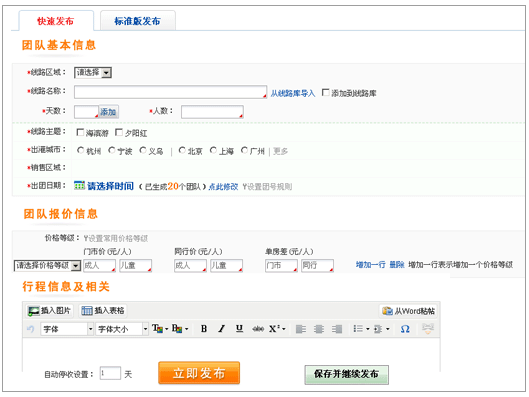 快速发布 标准版发布
团队基本信息
*线路区域： 请选择
*线路名称： 从线路库导入 添加到线路库
*天数： 添加 *人数：
*线路主题： 海滨游 夕阳红
*出港城市： 杭州 宁波 义乌 | 北京 上海 广州 | 更多
*销售区域：
*出团日期： 请选择时间 （已生成20个团队）点此修改 Y设置团号规则
团队报价信息
价格等级： Y设置常用价格等级
门市价(元/人) 同行价(元/人) 单房差(元/人)
请选择价格等级 成人 儿童 成人 儿童 门市 同行 增加一行 删除 增加一行表示增加一个价格等级
行程信息及相关
插入图片 插入表格 从Word粘帖
字体 字体大小 B I U abc X²
自动停收设置： 1 天 立即发布 保存并继续发布